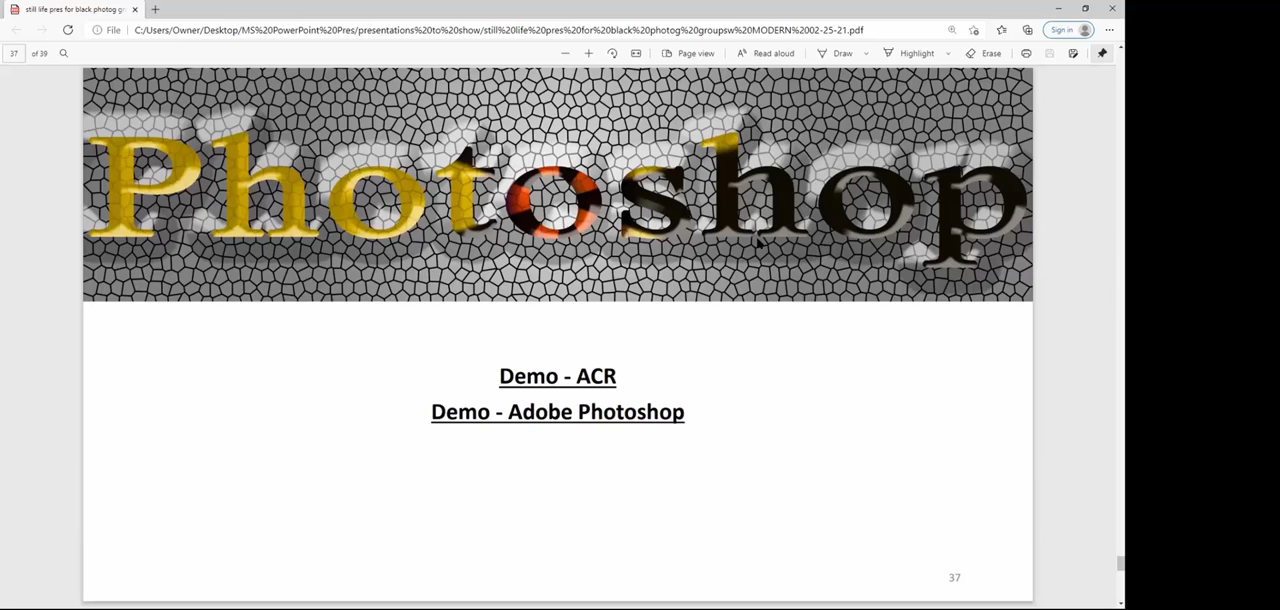 still life pres for black photog gr
File C:/Users/Owner/Desktop/MS%20PowerPoint%20Pres/presentations%20to%20show/still%20life%20pres%20for%20black%20photog%20groupsw%20MODERN%2002-25-21.pdf Sign in
37 of 39 Page view Read aloud Draw Highlight Erase
Photoshop
Demo - ACR
Demo - Adobe Photoshop
37